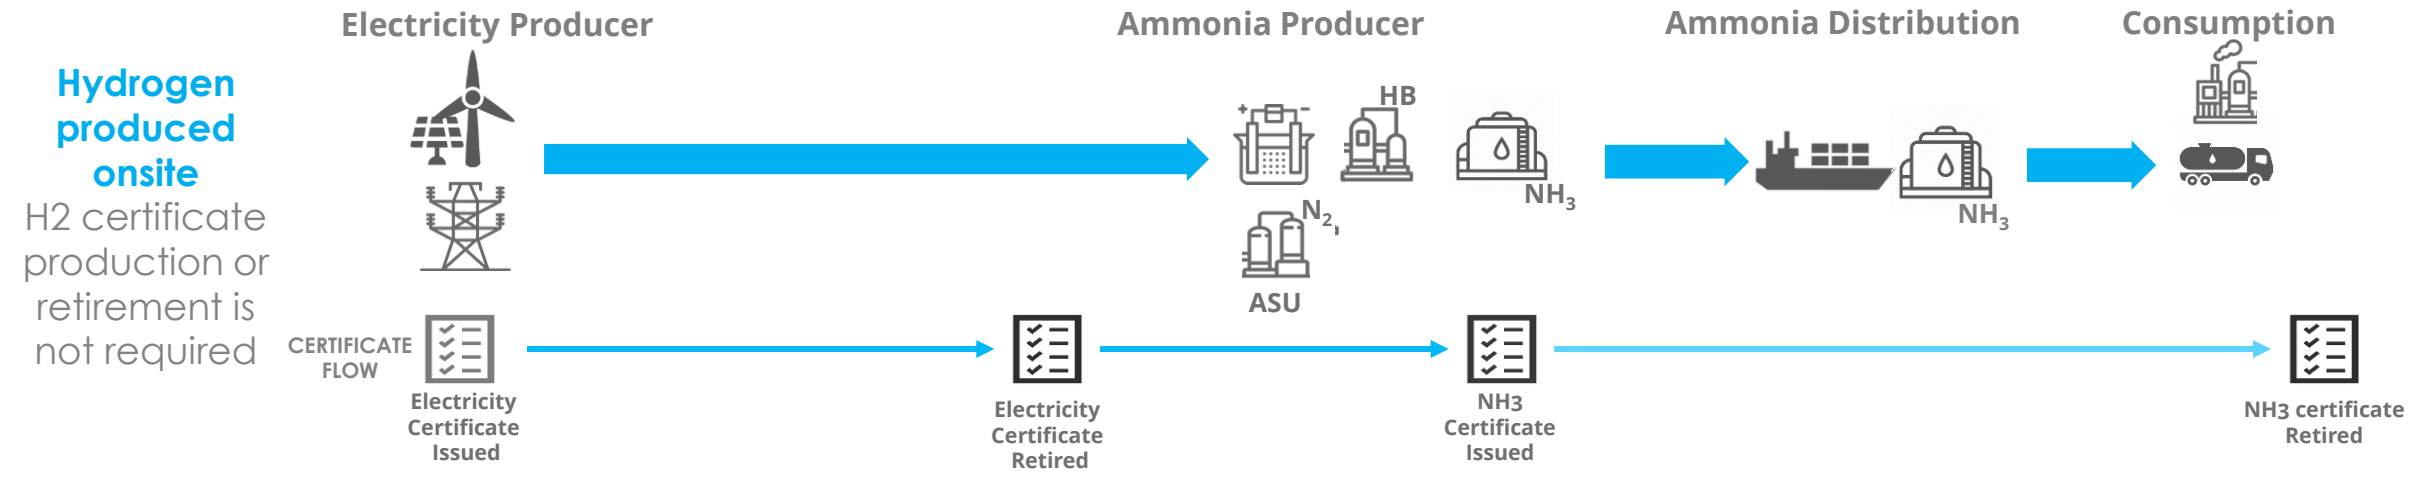 Electricity Producer
Ammonia Producer
Ammonia Distribution
Consumption
Hydrogen
produced
onsite
H2 certificate
production or
retirement is
not required
+ −
HB
NH₃
N₂,
ASU
NH₃
CERTIFICATE
FLOW
Electricity
Certificate
Issued
Electricity
Certificate
Retired
NH3
Certificate
Issued
NH3 certificate
Retired